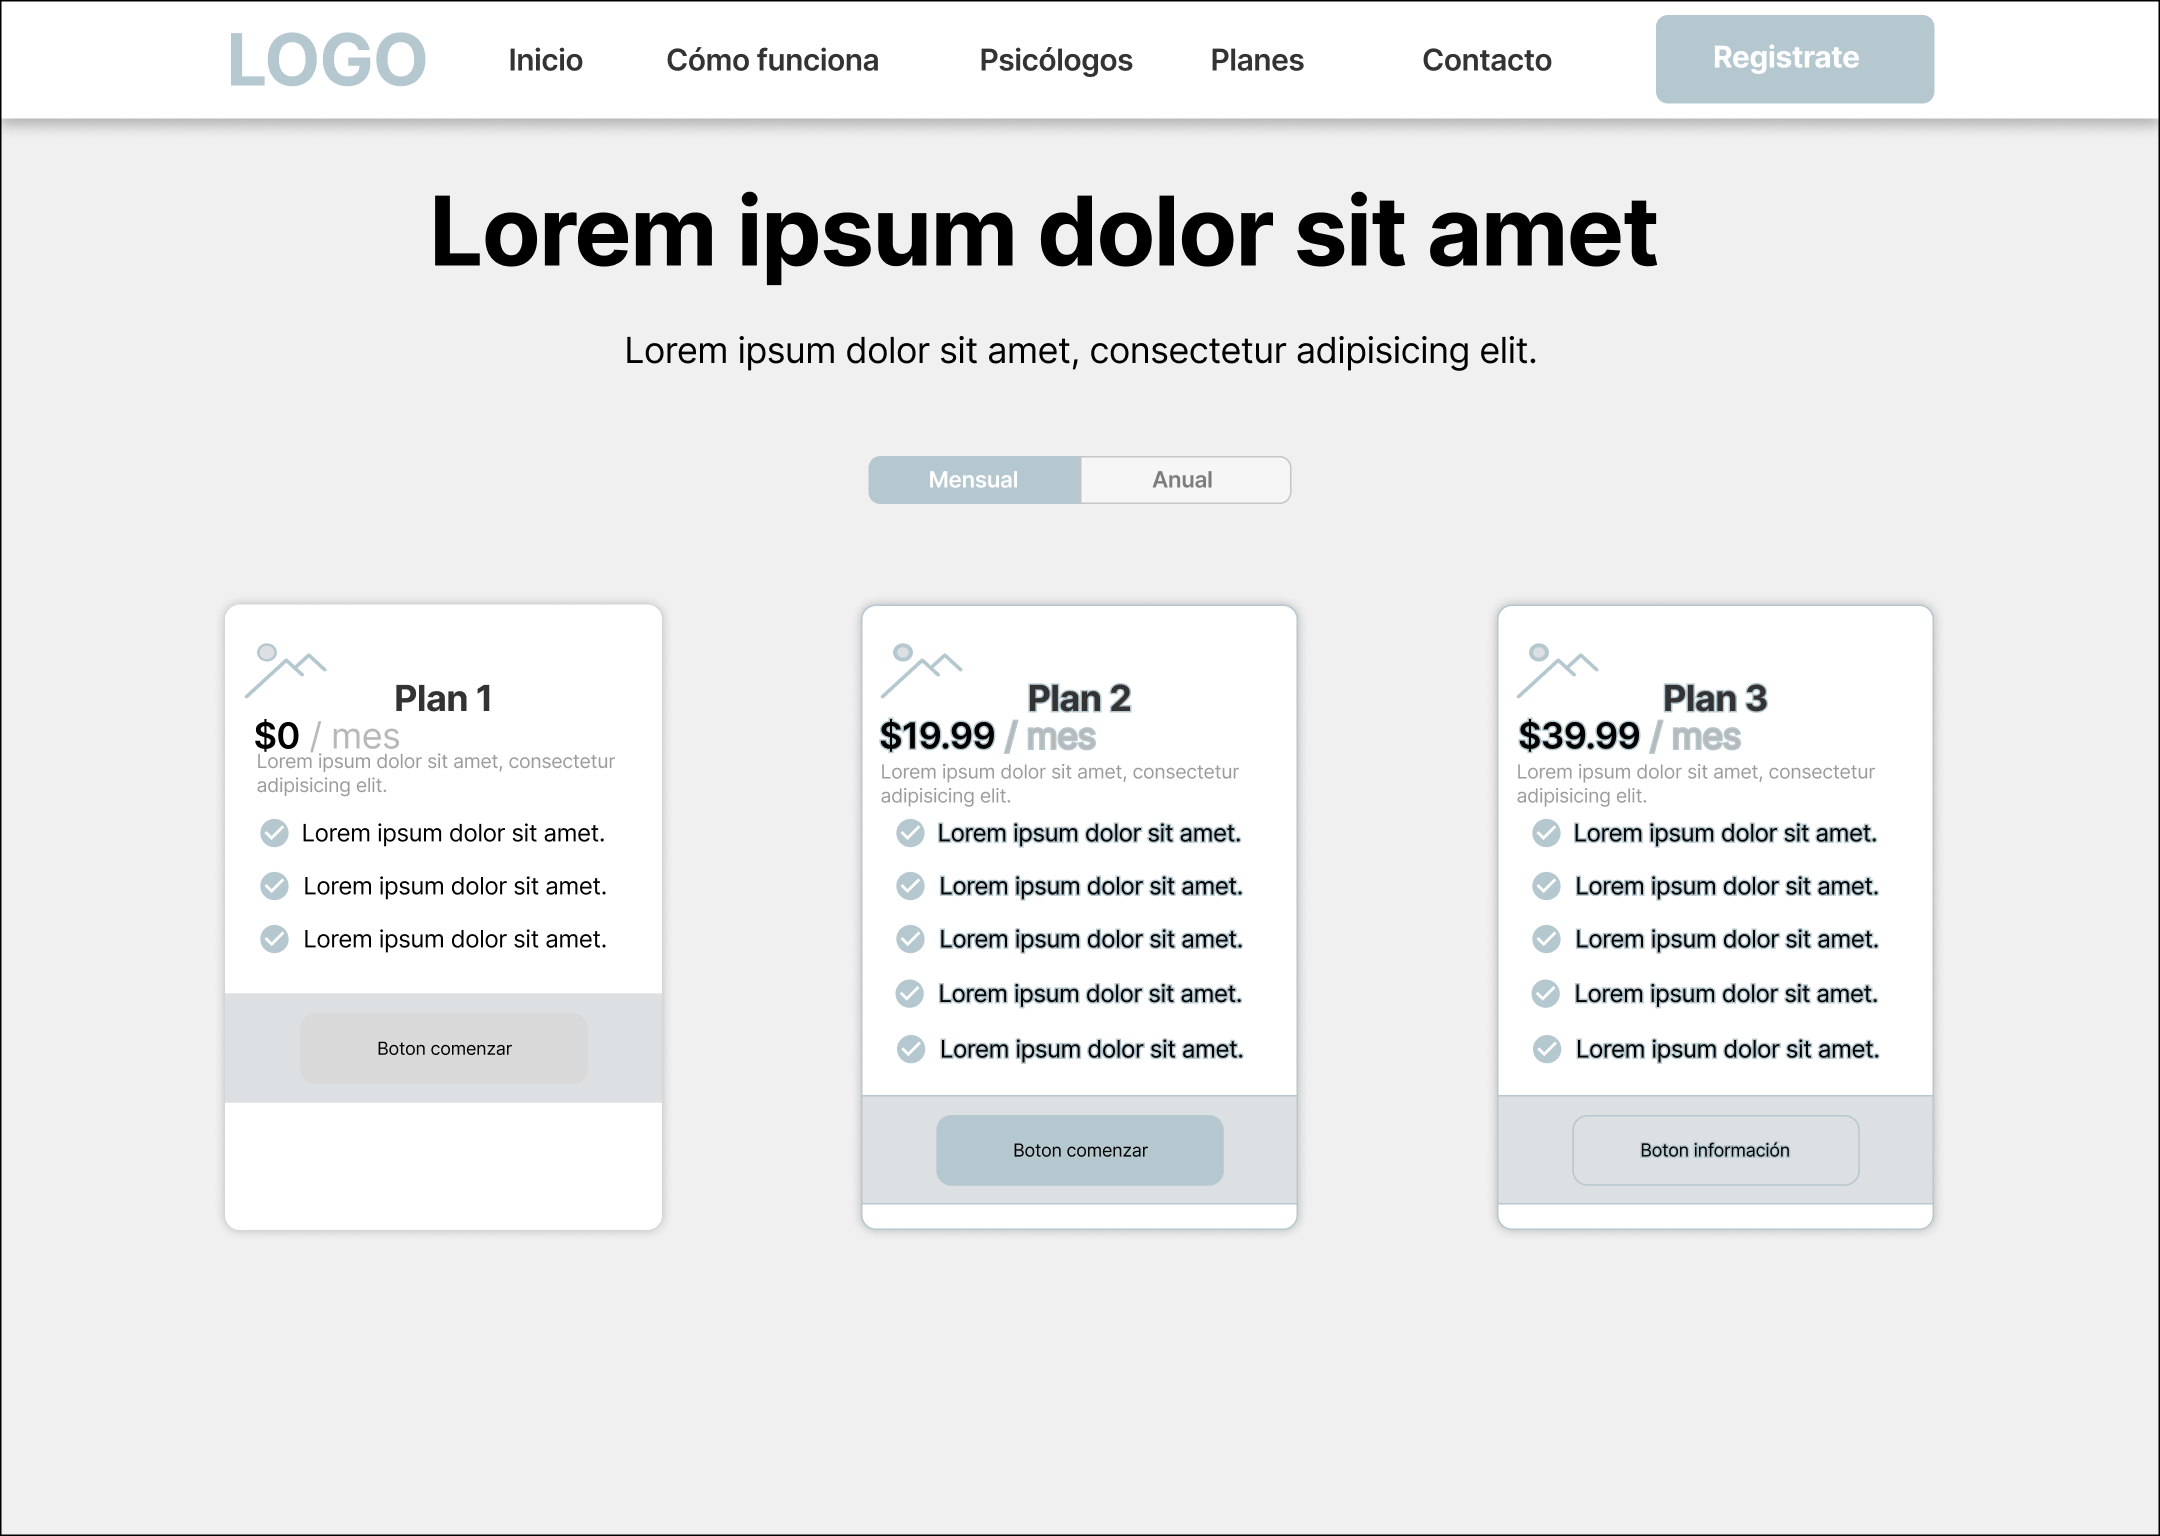 LOGO
Inicio
Cómo funciona
Psicólogos
Planes
Contacto
Registrate
Lorem ipsum dolor sit amet
Lorem ipsum dolor sit amet, consectetur adipisicing elit.
Mensual
Anual
Plan 1
$0 / mes
Lorem ipsum dolor sit amet, consectetur
adipisicing elit.
Lorem ipsum dolor sit amet.
Lorem ipsum dolor sit amet.
Lorem ipsum dolor sit amet.
Boton comenzar
Plan 2
$19.99 / mes
Lorem ipsum dolor sit amet, consectetur
adipisicing elit.
Lorem ipsum dolor sit amet.
Lorem ipsum dolor sit amet.
Lorem ipsum dolor sit amet.
Lorem ipsum dolor sit amet.
Lorem ipsum dolor sit amet.
Boton comenzar
Plan 3
$39.99 / mes
Lorem ipsum dolor sit amet, consectetur
adipisicing elit.
Lorem ipsum dolor sit amet.
Lorem ipsum dolor sit amet.
Lorem ipsum dolor sit amet.
Lorem ipsum dolor sit amet.
Lorem ipsum dolor sit amet.
Boton información